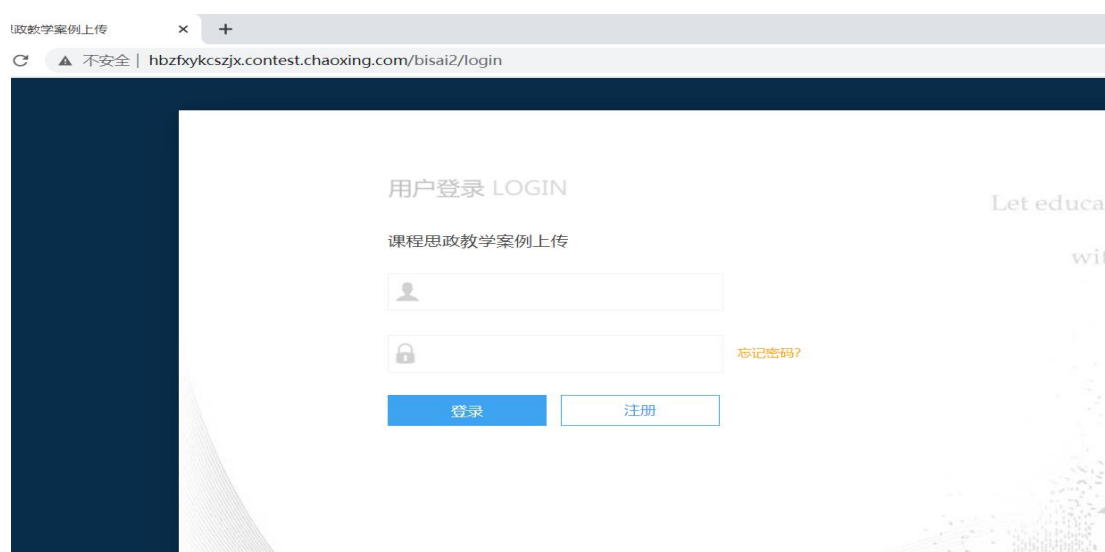 思政教学案例上传 × +
不安全 | hbzfxykcszjx.contest.chaoxing.com/bisai2/login
用户登录 LOGIN
Let educa
课程思政教学案例上传
wit
忘记密码?
登录 注册